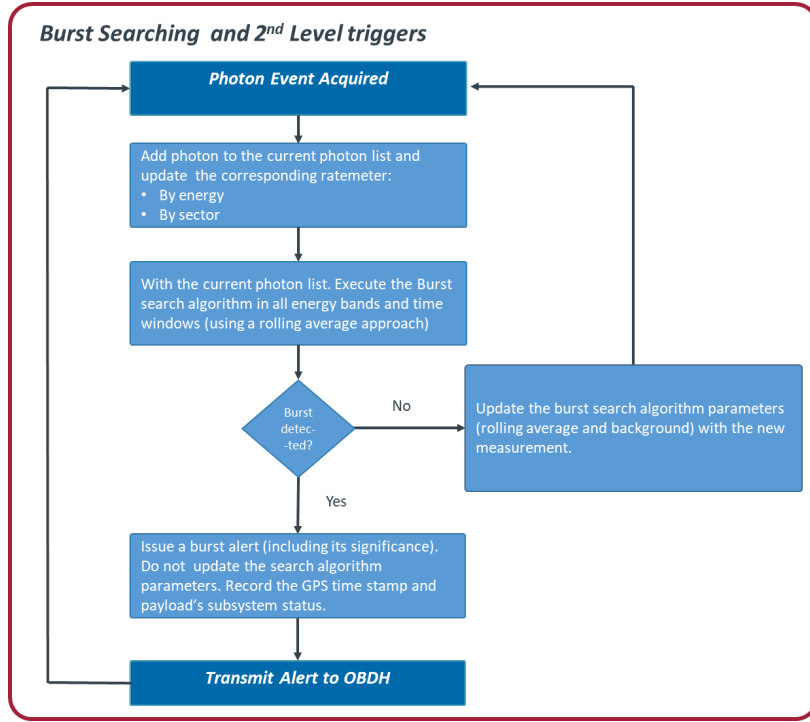 Burst Searching and 2nd Level triggers
Photon Event Acquired
Add photon to the current photon list and
update the corresponding ratemeter:
• By energy
• By sector
With the current photon list. Execute the Burst
search algorithm in all energy bands and time
windows (using a rolling average approach)
Burst
detec-
-ted?
No
Update the burst search algorithm parameters
(rolling average and background) with the new
measurement.
Yes
Issue a burst alert (including its significance).
Do not update the search algorithm
parameters. Record the GPS time stamp and
payload's subsystem status.
Transmit Alert to OBDH